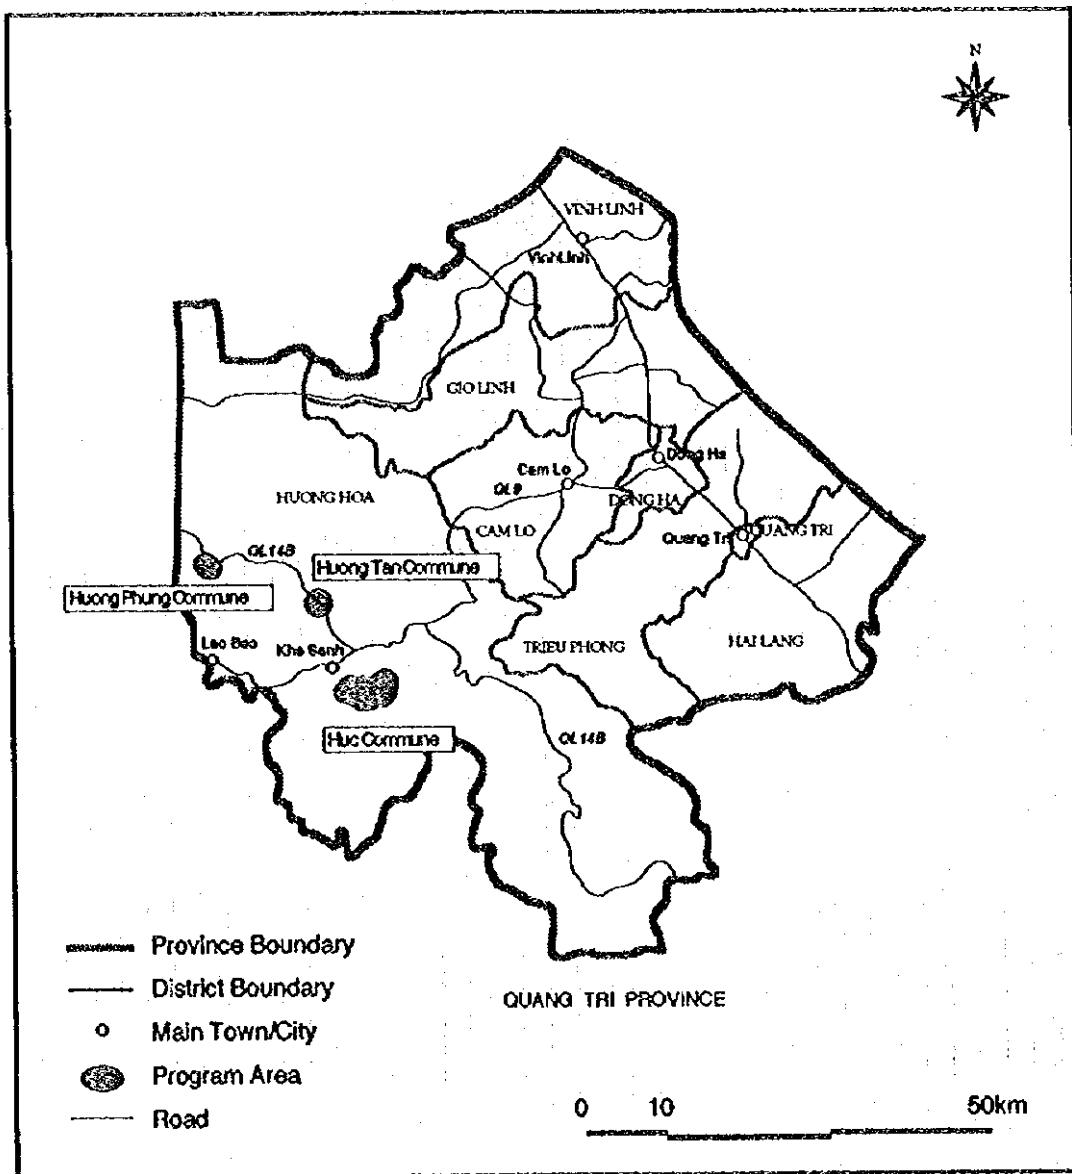 N
VINH LINH
Vinh Linh
GIO LINH
Dong Ha
Cam Lo
HUONG HOA
QL9
DONG HA
CAM LO
Quang Tri
QUANG TRI
QL14B
Huong Tan Commune
Huong Phung Commune
Lao Bao
Khe Sanh
TRIEU PHONG
HAI LANG
Huc Commune
QL14B
Province Boundary
District Boundary
QUANG TRI PROVINCE
Main Town/City
Program Area
Road
0 10 50km